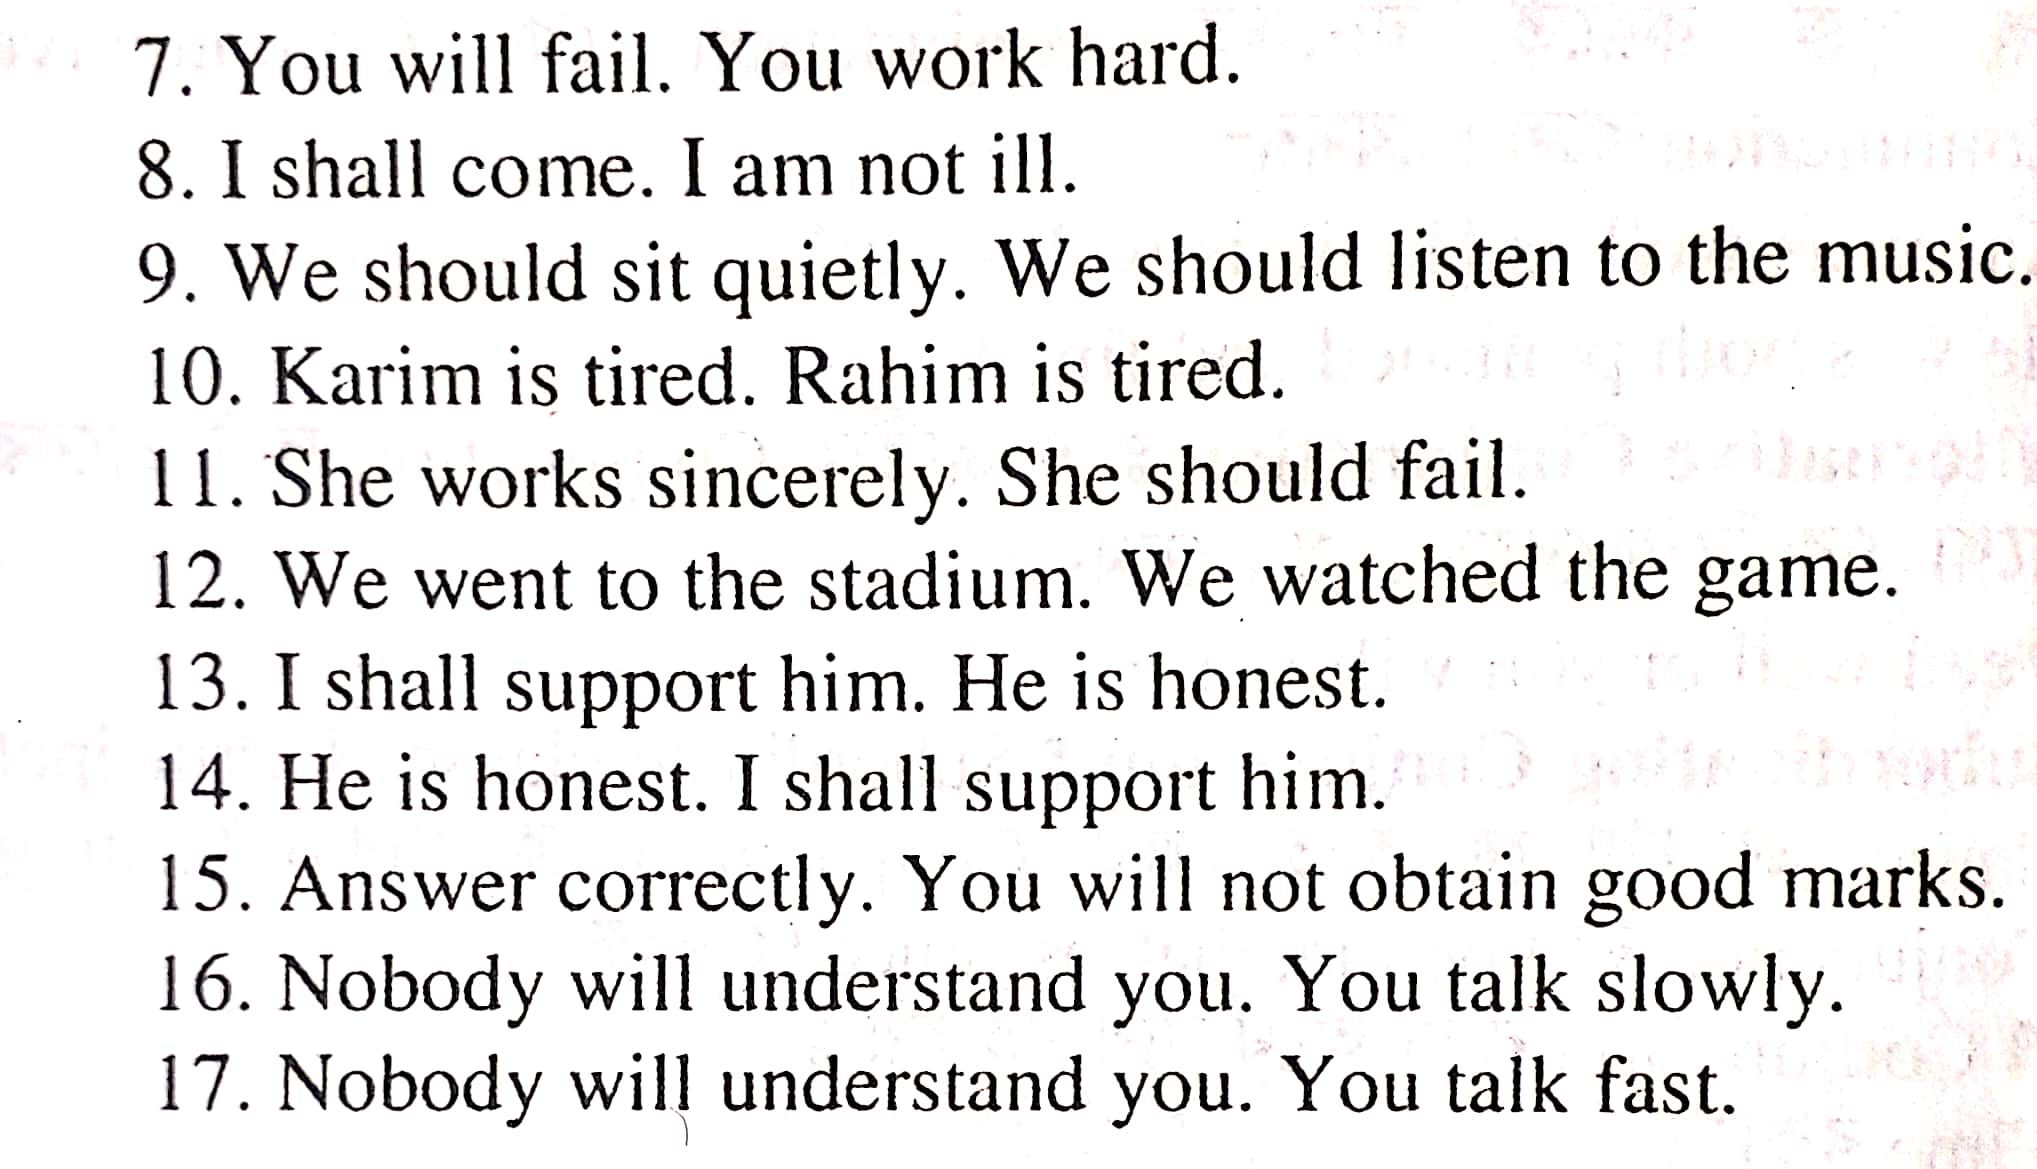 7. You will fail. You work hard.
8. I shall come. I am not ill.
9. We should sit quietly. We should listen to the music.
10. Karim is tired. Rahim is tired.
11. She works sincerely. She should fail.
12. We went to the stadium. We watched the game.
13. I shall support him. He is honest.
14. He is honest. I shall support him.
15. Answer correctly. You will not obtain good marks.
16. Nobody will understand you. You talk slowly.
17. Nobody will understand you. You talk fast.